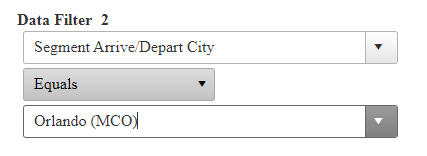 Data Filter 2
Segment Arrive/Depart City
Equals
Orlando (MCO)